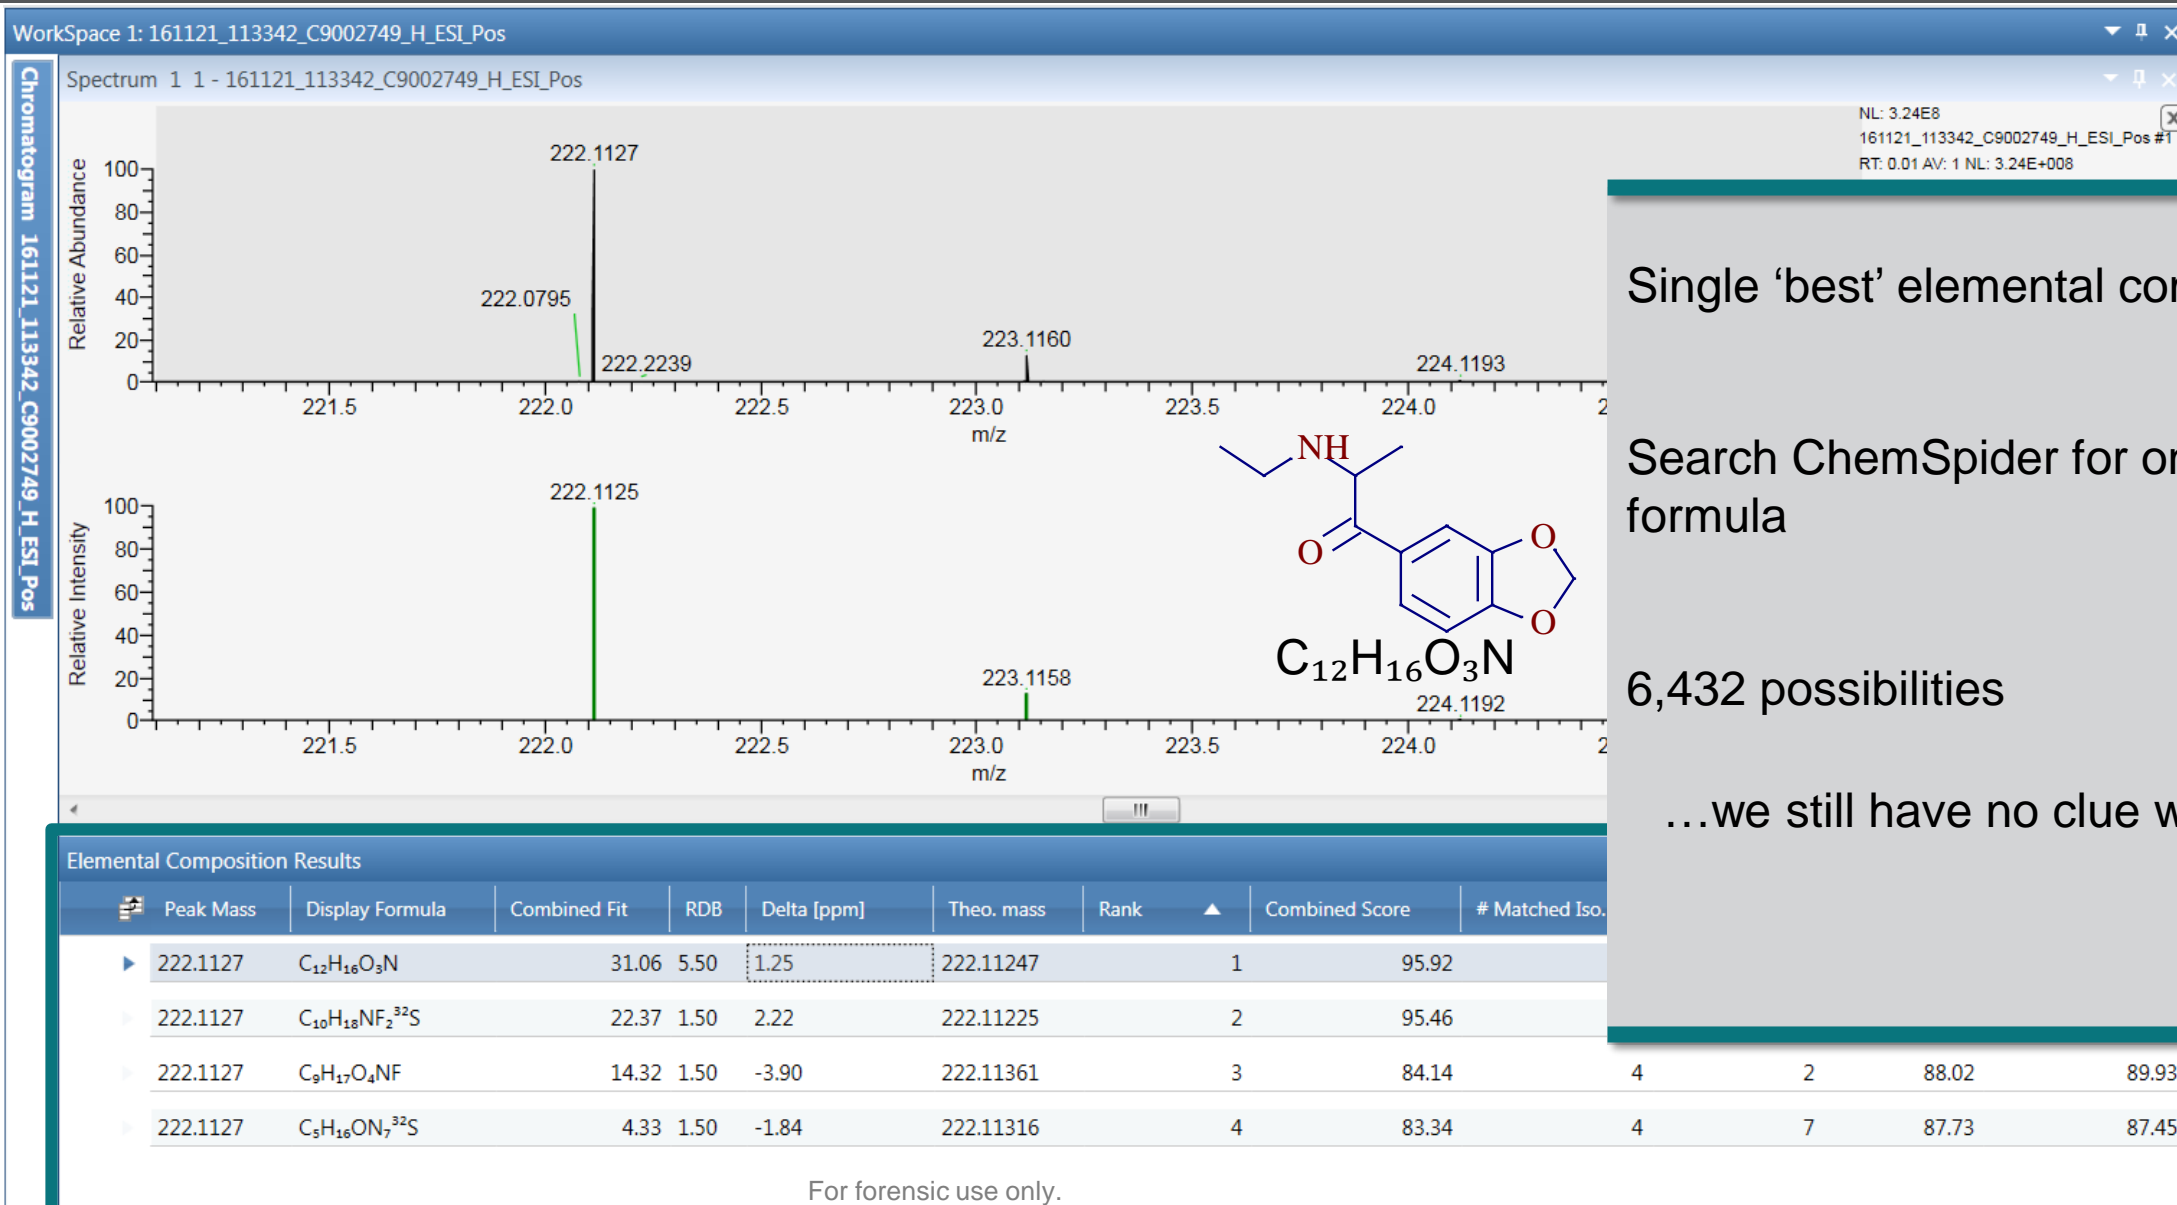 WorkSpace 1: 161121_113342_C9002749_H_ESI_Pos
Chromatogram 161121_113342_C9002749_H_ESI_Pos
Spectrum 1 1 - 161121_113342_C9002749_H_ESI_Pos
NL: 3.24E8
161121_113342_C9002749_H_ESI_Pos #1
RT: 0.01 AV: 1 NL: 3.24E+008
Relative Abundance
100
80
60
40
20
0
222.1127
222.0795
222.2239
223.1160
224.1193
221.5 222.0 222.5 223.0 223.5 224.0
m/z
Relative Intensity
100
80
60
40
20
0
222.1125
223.1158
224.1192
221.5 222.0 222.5 223.0 223.5 224.0
m/z
NH
O
O
O
C₁₂H₁₆O₃N
Single ‘best’ elemental
Search ChemSpider for
formula
6,432 possibilities
…we still have no clue
Elemental Composition Results
Peak Mass Display Formula Combined Fit RDB Delta [ppm] Theo. mass Rank Combined Score # Matched Iso.
222.1127 C₁₂H₁₆O₃N 31.06 5.50 1.25 222.11247 1 95.92
222.1127 C₁₀H₁₈NF₂³²S 22.37 1.50 2.22 222.11225 2 95.46
222.1127 C₉H₁₇O₄NF 14.32 1.50 -3.90 222.11361 3 84.14 4 2 88.02 89.93
222.1127 C₅H₁₆ON₇³²S 4.33 1.50 -1.84 222.11316 4 83.34 4 7 87.73 87.45
For forensic use only.